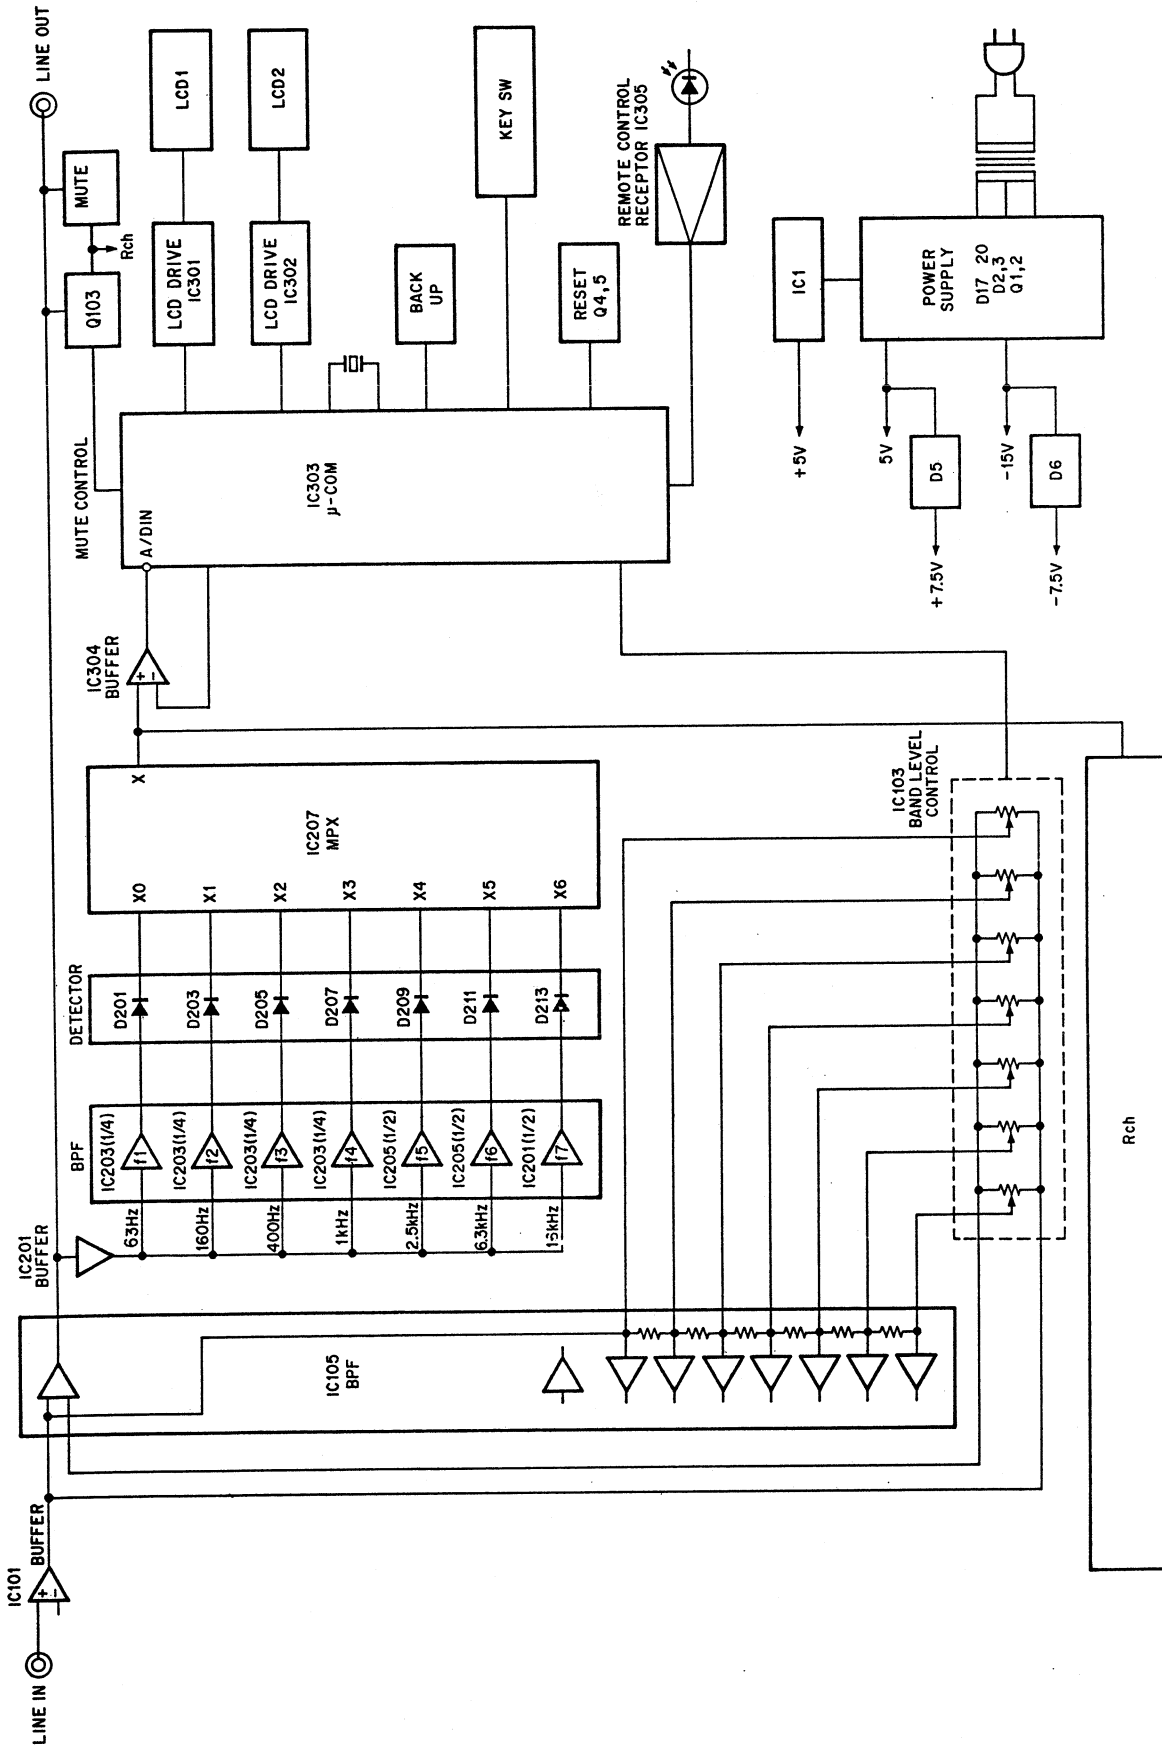 LINE IN
IC101
BUFFER
IC105
BPF
IC201
BUFFER
BPF
IC203(1/4)
IC203(1/4)
IC203(1/4)
IC203(1/4)
IC205(1/2)
IC205(1/2)
IC201(1/2)
f1
f2
f3
f4
f5
f6
f7
63Hz
160Hz
400Hz
1kHz
2.5kHz
6.3kHz
DETECTOR
D201
D203
D205
D207
D209
D211
D213
X0
X1
X2
X3
X4
X5
X6
IC207
MPX
X
IC304
BUFFER
+
−
+
−
IC103
BAND LEVEL
CONTROL
Rch
MUTE CONTROL
A/DIN
IC303
μ-COM
Q103
MUTE
Rch
LINE OUT
LCD DRIVE
IC301
LCD1
LCD DRIVE
IC302
LCD2
BACK
UP
KEY SW
RESET
Q4,5
REMOTE CONTROL
RECEPTOR IC305
IC1
+5V
POWER
SUPPLY
D17 20
D2,3
Q1,2
5V
D5
+7.5V
-15V
D6
-7.5V